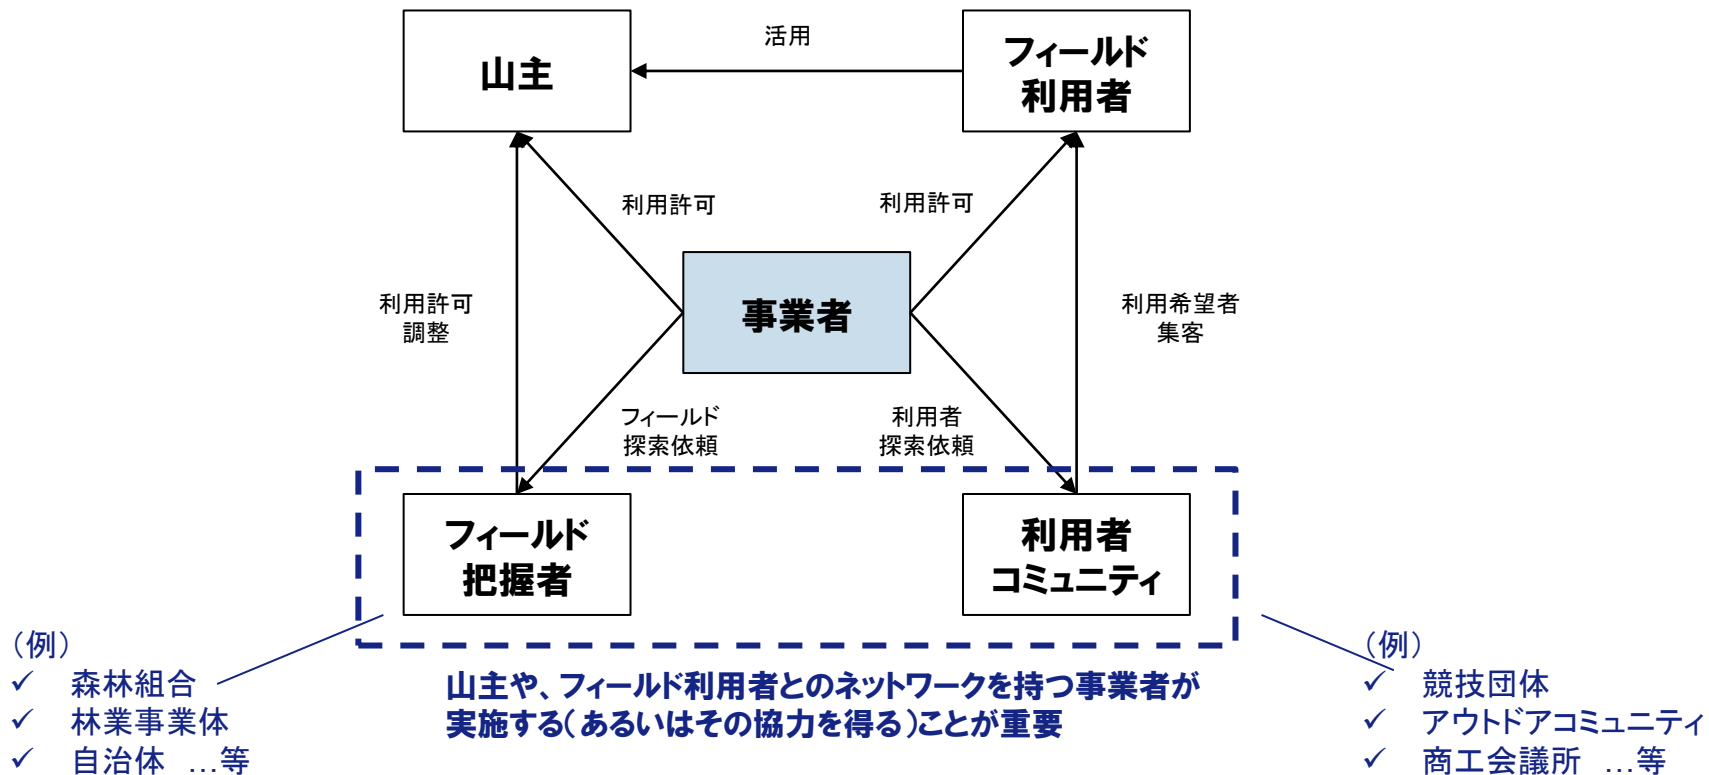 活用
山主
フィールド
利用者
利用許可
利用許可
利用許可
調整
事業者
利用希望者
集客
フィールド
探索依頼
利用者
探索依頼
フィールド
把握者
利用者
コミュニティ
（例）
✓ 森林組合
✓ 林業事業体
✓ 自治体 …等
山主や、フィールド利用者とのネットワークを持つ事業者が
実施する（あるいはその協力を得る）ことが重要
（例）
✓ 競技団体
✓ アウトドアコミュニティ
✓ 商工会議所 …等